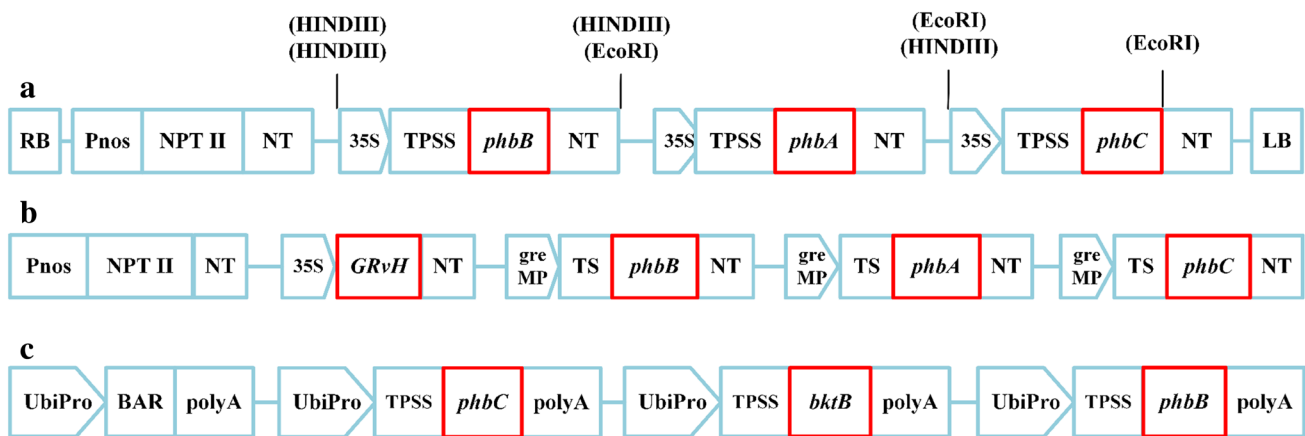 (HINDIII) (HINDIII) (EcoRI)
(HINDIII) (EcoRI) (HINDIII) (EcoRI)
a
RB Pnos NPT II NT 35S TPSS phbB NT 35S TPSS phbA NT 35S TPSS phbC NT LB
b
Pnos NPT II NT 35S GRvH NT gre MP TS phbB NT gre MP TS phbA NT gre MP TS phbC NT
c
UbiPro BAR polyA UbiPro TPSS phbC polyA UbiPro TPSS bktB polyA UbiPro TPSS phbB polyA